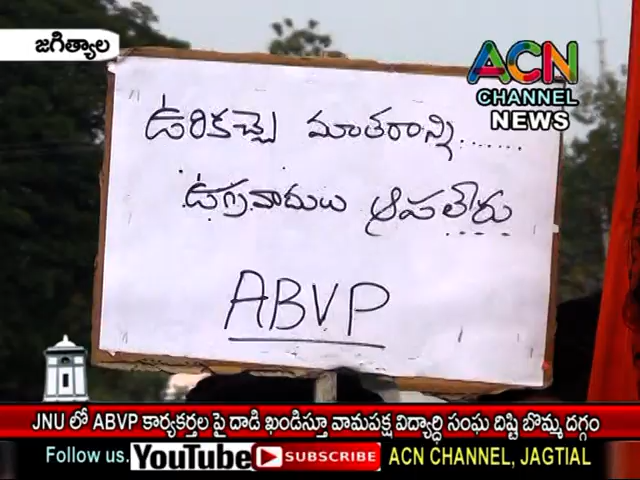 జగిత్యాల
ACN
CHANNEL
NEWS
ఉరికచ్చె మాతరాన్ని.......
ఉగ్రవాదులు ఆపలేరు
....
ABVP
JNU లో ABVP కార్యకర్తల పై దాడి ఖండిస్తూ వామపక్ష విద్యార్ధి సంఘ దిష్టి బొమ్మ దగ్గం
ACN Follow us. YouTube SUBSCRIBE ACN CHANNEL, JAGTIAL